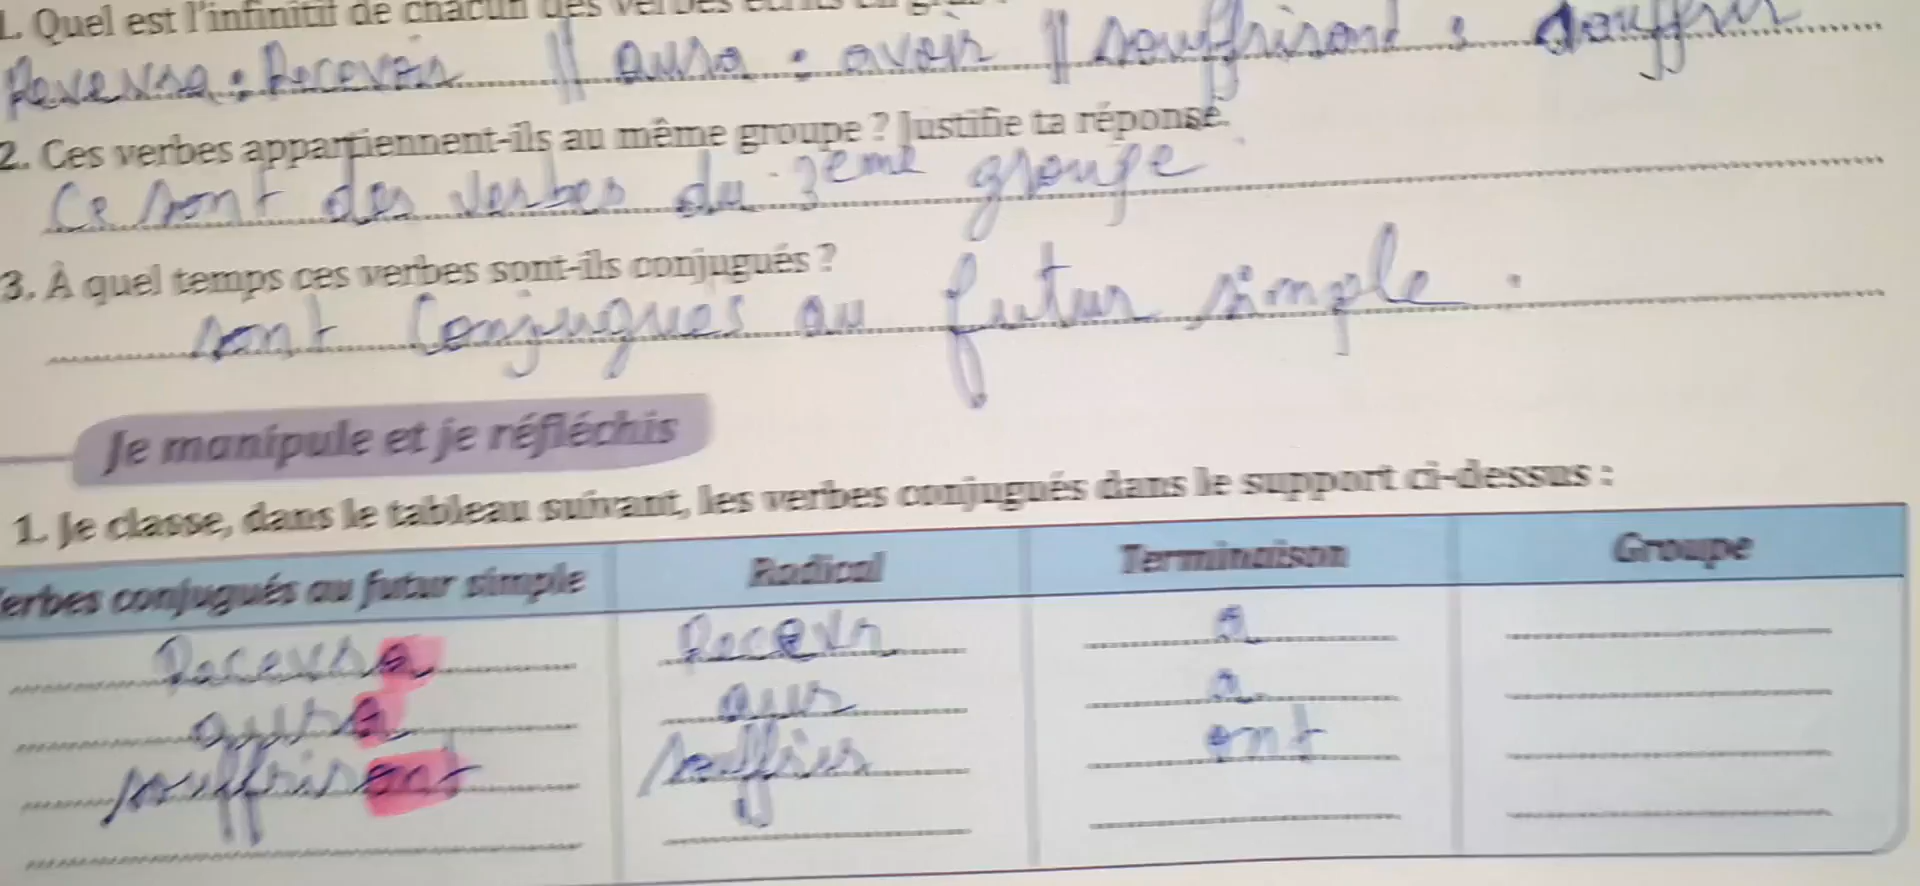 1. Quel est l'infinitif de chacun des verbes écrits en
Recevra : Recevoir || aura : avoir || souffriront : souffrir
2. Ces verbes appartiennent-ils au même groupe ? Justifie ta réponse.
Ce sont des verbes du 3eme groupe
3. À quel temps ces verbes sont-ils conjugués ?
sont Conjugues au futur simple.
Je manipule et je réfléchis
1. Je classe, dans le tableau suivant, les verbes conjugués dans le support ci-dessus :
erbes conjugués au futur simple Radical Terminaison Groupe
Recevra Recevr a
aura aur a
souffriront souffrir ont